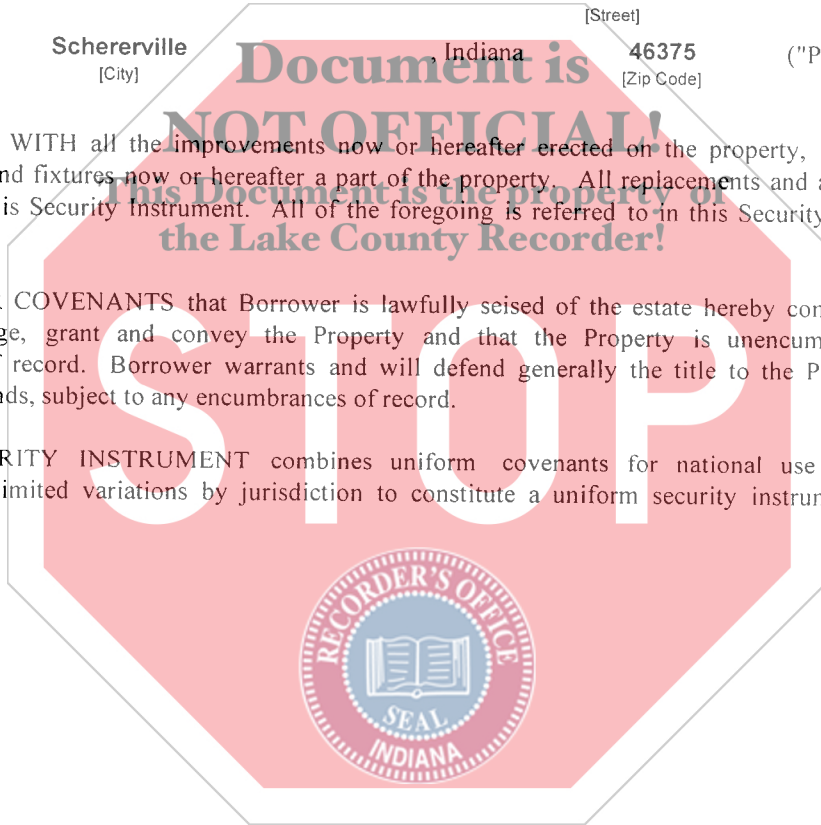 [Street]
Schererville , Indiana 46375 ("P
[City] [Zip Code]
Document is
NOT OFFICIAL!
This Document is the property of
the Lake County Recorder!
WITH all the improvements now or hereafter erected on the property,
nd fixtures now or hereafter a part of the property. All replacements and a
is Security Instrument. All of the foregoing is referred to in this Security
COVENANTS that Borrower is lawfully seised of the estate hereby con
ge, grant and convey the Property and that the Property is unencum
f record. Borrower warrants and will defend generally the title to the P
nds, subject to any encumbrances of record.
RITY INSTRUMENT combines uniform covenants for national use
imited variations by jurisdiction to constitute a uniform security instrun
STOP
RECORDER'S OFFICE
SEAL
INDIANA